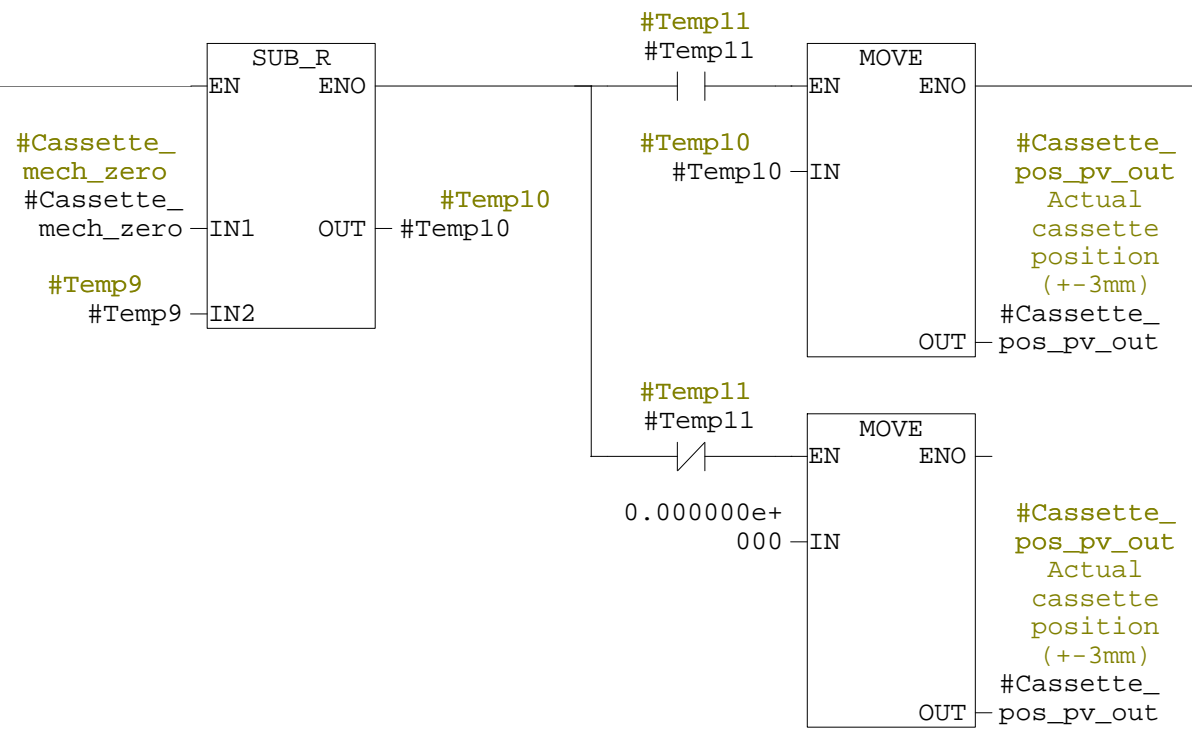 SUB_R
EN ENO
#Cassette_
mech_zero
#Cassette_
mech_zero
IN1 OUT
#Temp10
#Temp10
#Temp9
#Temp9
IN2
#Temp11
#Temp11
MOVE
EN ENO
#Temp10
#Temp10
IN
#Cassette_
pos_pv_out
Actual
cassette
position
(+-3mm)
#Cassette_
OUT pos_pv_out
#Temp11
#Temp11
MOVE
EN ENO
0.000000e+
000 IN
#Cassette_
pos_pv_out
Actual
cassette
position
(+-3mm)
#Cassette_
OUT pos_pv_out